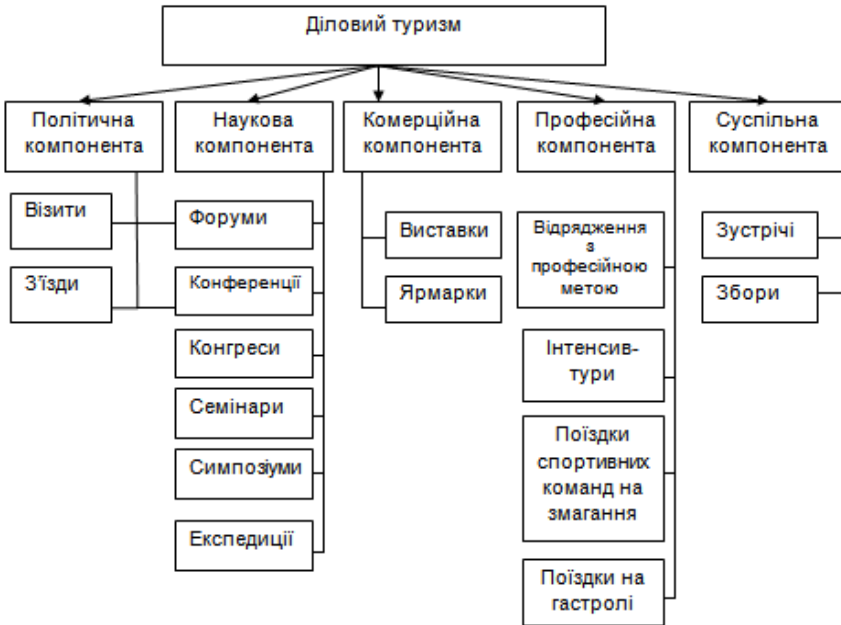 Діловий туризм
Політична
компонента
Наукова
компонента
Комерційна
компонента
Професійна
компонента
Суспільна
компонента
Візити
З'їзди
Форуми
Конференції
Конгреси
Семінари
Симпозіуми
Експедиції
Виставки
Ярмарки
Відрядження
з
професійною
метою
Інтенсив-
тури
Поїздки
спортивних
команд на
змагання
Поїздки на
гастролі
Зустрічі
Збори